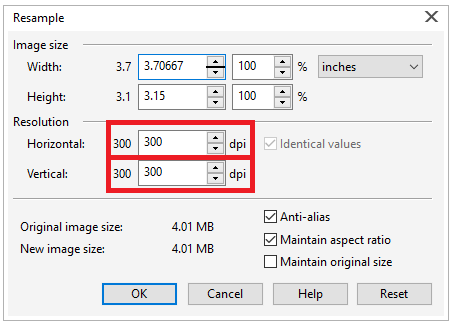 Resample
Image size
Width: 3.7 3.70667 100 % inches
Height: 3.1 3.15 100 %
Resolution
Horizontal: 300 300 dpi Identical values
Vertical: 300 300 dpi
Original image size: 4.01 MB
New image size: 4.01 MB
Anti-alias
Maintain aspect ratio
Maintain original size
OK Cancel Help Reset